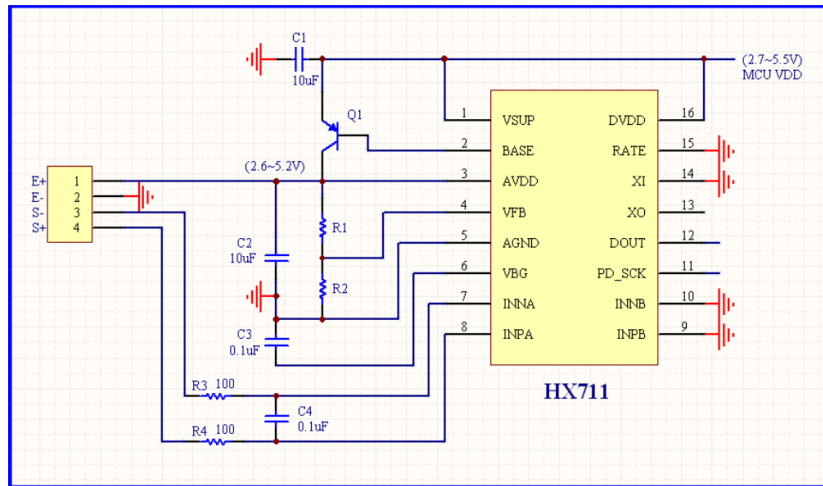 C1
10uF
(2.7~5.5V)
MCU VDD
Q1
1 VSUP DVDD 16
2 BASE RATE 15
(2.6~5.2V)
3 AVDD XI 14
4 VFB XO 13
5 AGND DOUT 12
6 VBG PD_SCK 11
7 INNA INNB 10
8 INPA INPB 9
HX711
E+ 1
E- 2
S- 3
S+ 4
R1
C2
10uF
R2
C3
0.1uF
R3 100
C4
0.1uF
R4 100